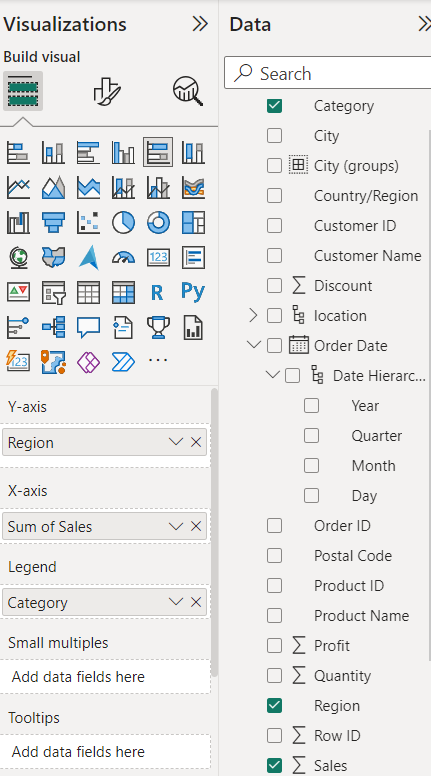 Visualizations
Build visual
123
R
Py
123
Y-axis
Region
X-axis
Sum of Sales
Legend
Category
Small multiples
Add data fields here
Tooltips
Add data fields here
Data
Search
Category
City
City (groups)
Country/Region
Customer ID
Customer Name
Discount
location
Order Date
Date Hierarc...
Year
Quarter
Month
Day
Order ID
Postal Code
Product ID
Product Name
Profit
Quantity
Region
Row ID
Sales